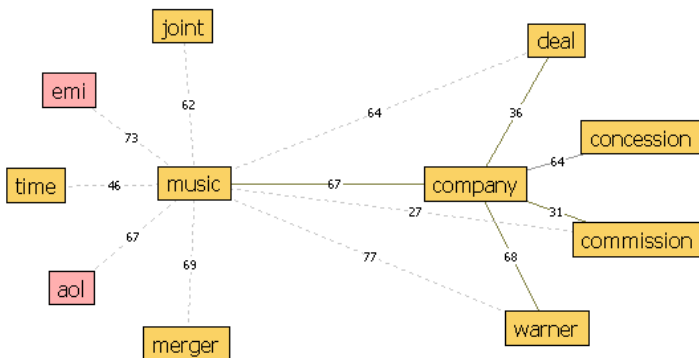 joint
deal
emi
62
64
36
73
concession
64
time
46
music
67
company
27
31
commission
67
77
68
aol
69
warner
merger